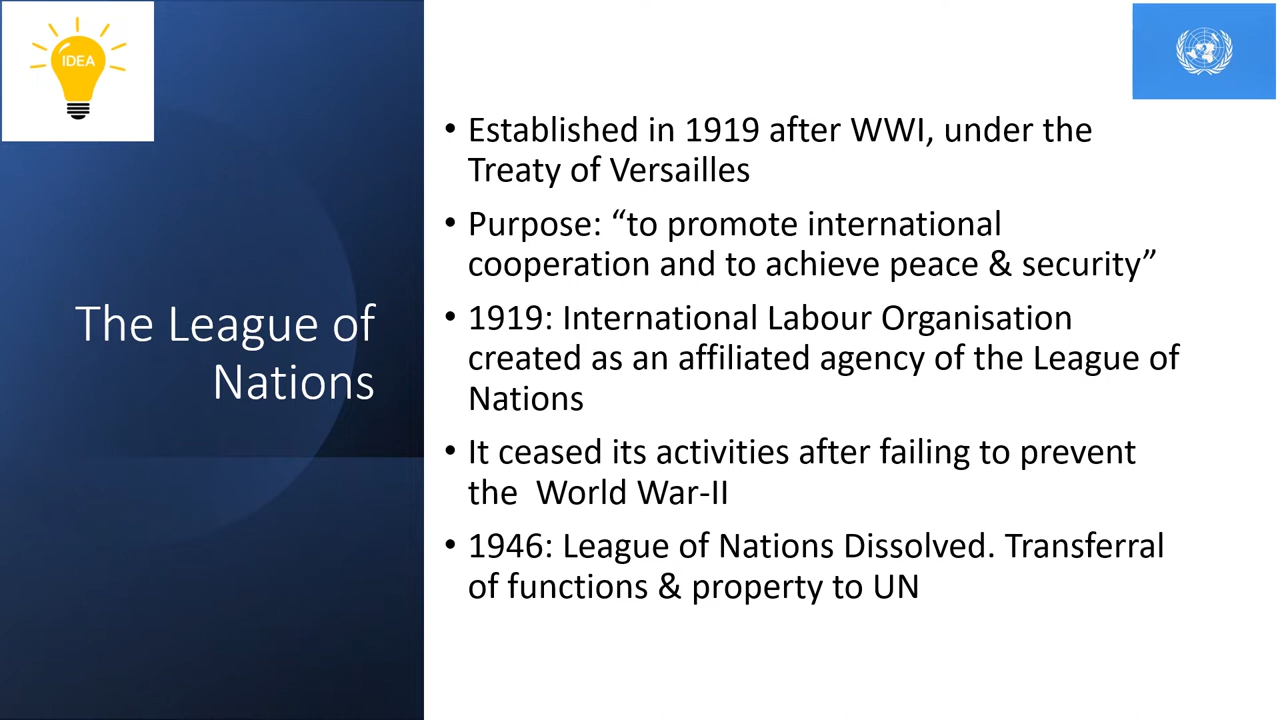 IDEA
The League of
Nations
• Established in 1919 after WWI, under the
Treaty of Versailles
• Purpose: “to promote international
cooperation and to achieve peace & security”
• 1919: International Labour Organisation
created as an affiliated agency of the League of
Nations
• It ceased its activities after failing to prevent
the  World War-II
• 1946: League of Nations Dissolved. Transferral
of functions & property to UN